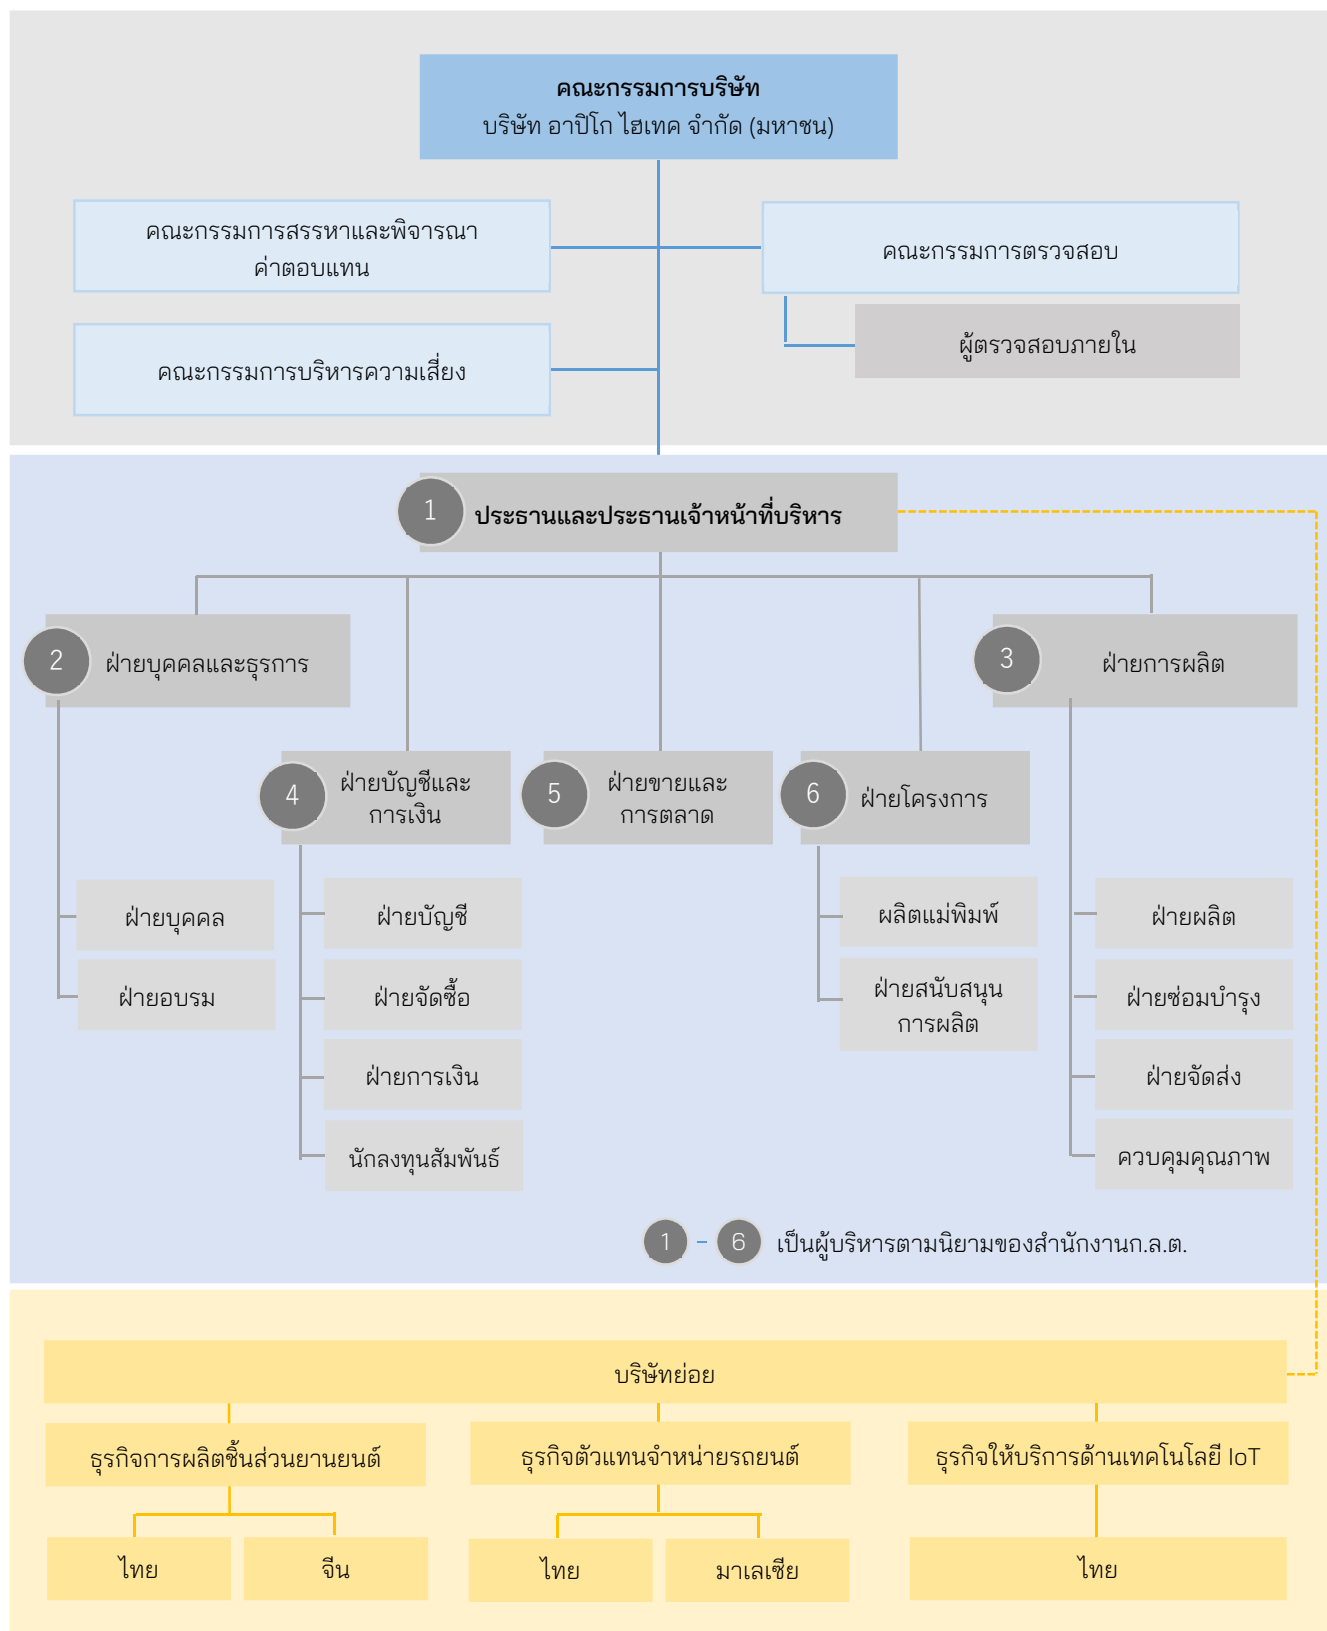 คณะกรรมการบริษัท
บริษัท อาปิโก ไฮเทค จำกัด (มหาชน)
คณะกรรมการสรรหาและพิจารณา
ค่าตอบแทน
คณะกรรมการตรวจสอบ
ผู้ตรวจสอบภายใน
คณะกรรมการบริหารความเสี่ยง
1
ประธานและประธานเจ้าหน้าที่บริหาร
2
ฝ่ายบุคคลและธุรการ
3
ฝ่ายการผลิต
4
ฝ่ายบัญชีและ
การเงิน
5
ฝ่ายขายและ
การตลาด
6
ฝ่ายโครงการ
ฝ่ายบุคคล
ฝ่ายอบรม
ฝ่ายบัญชี
ฝ่ายจัดซื้อ
ฝ่ายการเงิน
นักลงทุนสัมพันธ์
ผลิตแม่พิมพ์
ฝ่ายสนับสนุน
การผลิต
ฝ่ายผลิต
ฝ่ายซ่อมบำรุง
ฝ่ายจัดส่ง
ควบคุมคุณภาพ
1 - 6 เป็นผู้บริหารตามนิยามของสำนักงานก.ล.ต.
บริษัทย่อย
ธุรกิจการผลิตชิ้นส่วนยานยนต์
ธุรกิจตัวแทนจำหน่ายรถยนต์
ธุรกิจให้บริการด้านเทคโนโลยี IoT
ไทย
จีน
ไทย
มาเลเซีย
ไทย